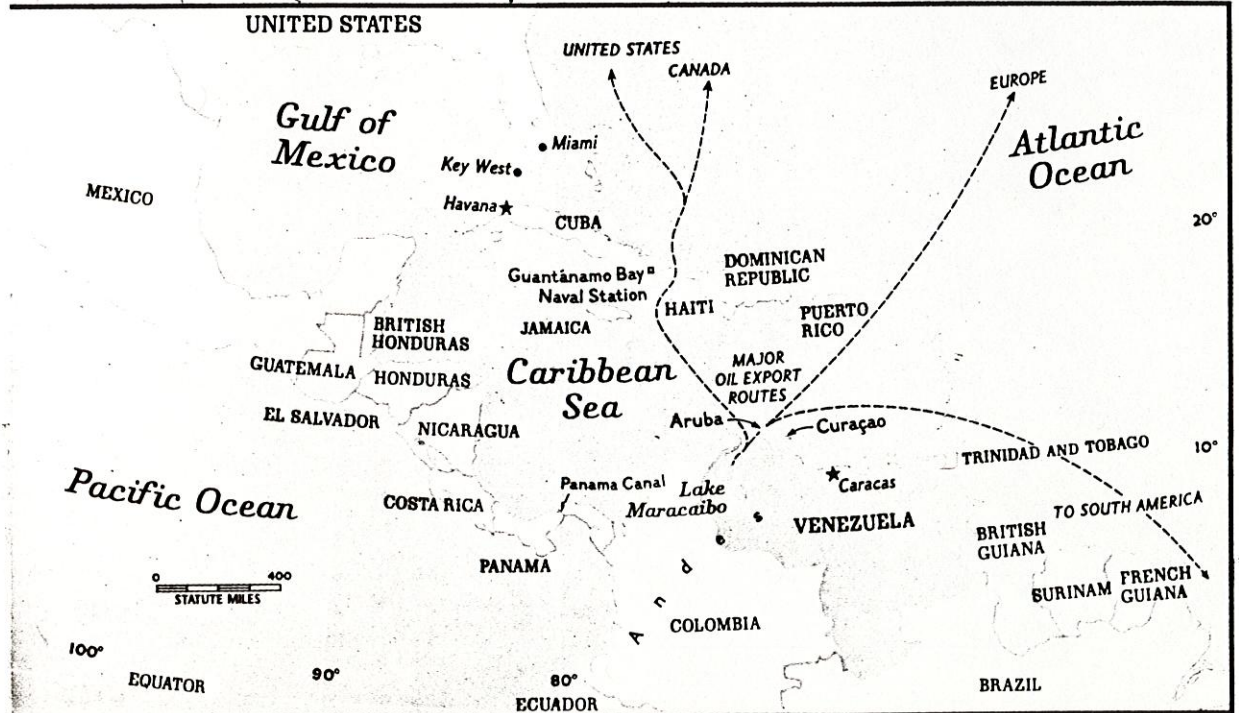 UNITED STATES
UNITED STATES
CANADA
EUROPE
Gulf of
Mexico
Atlantic
Ocean
Miami
Key West
MEXICO
Havana
CUBA
20°
DOMINICAN
REPUBLIC
Guantánamo Bay
Naval Station
HAITI
PUERTO
RICO
BRITISH
HONDURAS
JAMAICA
GUATEMALA
HONDURAS
Caribbean
Sea
MAJOR
OIL EXPORT
ROUTES
EL SALVADOR
NICARAGUA
Aruba
Curaçao
TRINIDAD AND TOBAGO
10°
Pacific Ocean
COSTA RICA
Panama Canal
Lake
Maracaibo
Caracas
VENEZUELA
TO SOUTH AMERICA
BRITISH
GUIANA
PANAMA
0 400
STATUTE MILES
SURINAM
FRENCH
GUIANA
Andes
COLOMBIA
100°
90°
80°
EQUATOR
ECUADOR
BRAZIL